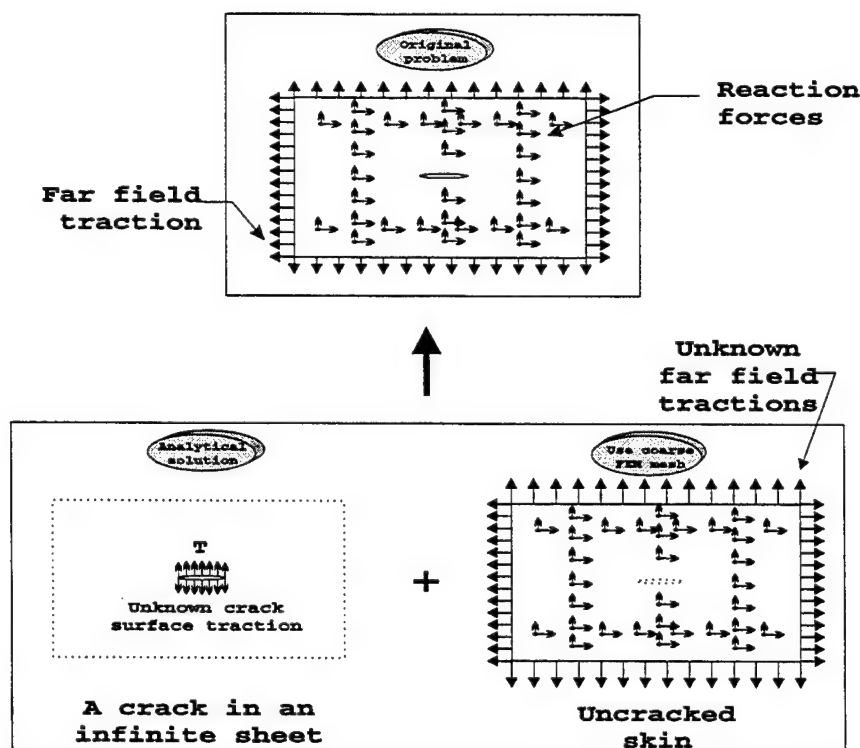 Original
problem
Reaction
forces
Far field
traction
Unknown
far field
tractions
Analytical
solution
Use coarse
FEM mesh
T
+
Unknown crack
surface traction
A crack in an
infinite sheet
Uncracked
skin